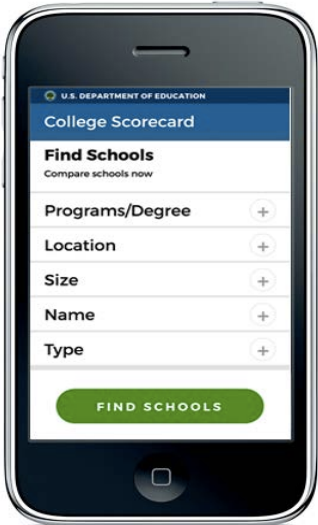 U.S. DEPARTMENT OF EDUCATION
College Scorecard
Find Schools
Compare schools now
Programs/Degree +
Location +
Size +
Name +
Type +
FIND SCHOOLS